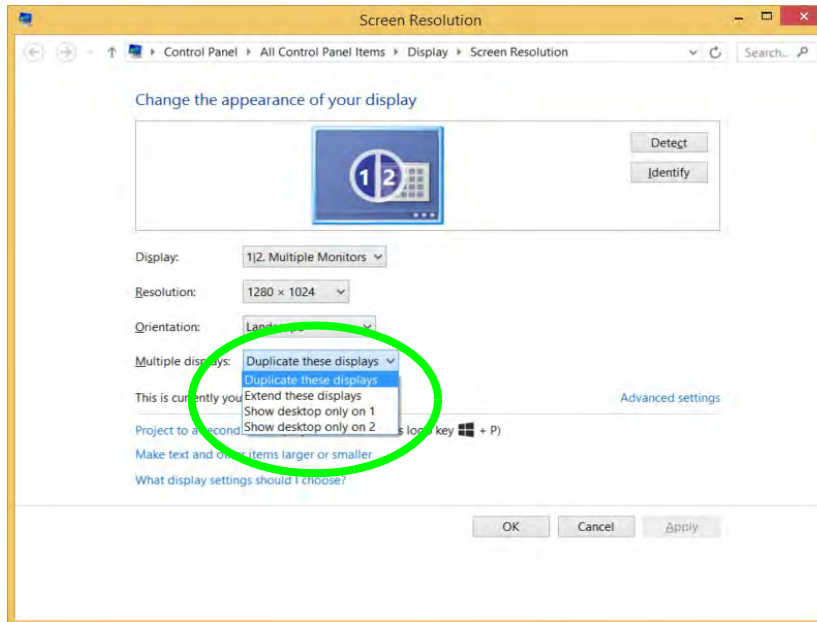 Screen Resolution
Control Panel ▸ All Control Panel Items ▸ Display ▸ Screen Resolution
Search...
Change the appearance of your display
1 2
Detect
Identify
Display: 1|2. Multiple Monitors
Resolution: 1280 × 1024
Orientation:
Multiple displays: Duplicate these displays
Duplicate these displays
This is currently you Extend these displays Advanced settings
Show desktop only on 1
Project to a second Show desktop only on 2 s logo key + P)
Make text and other items larger or smaller
What display settings should I choose?
OK Cancel Apply